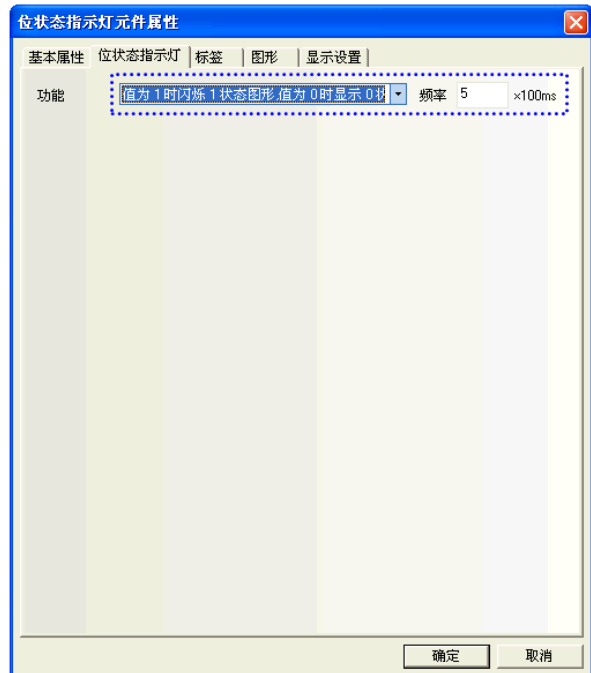 位状态指示灯元件属性
基本属性 位状态指示灯 标签 图形 显示设置
功能 值为 1 时闪烁 1 状态图形,值为 0 时显示 0 频率 5 ×100ms
确定 取消